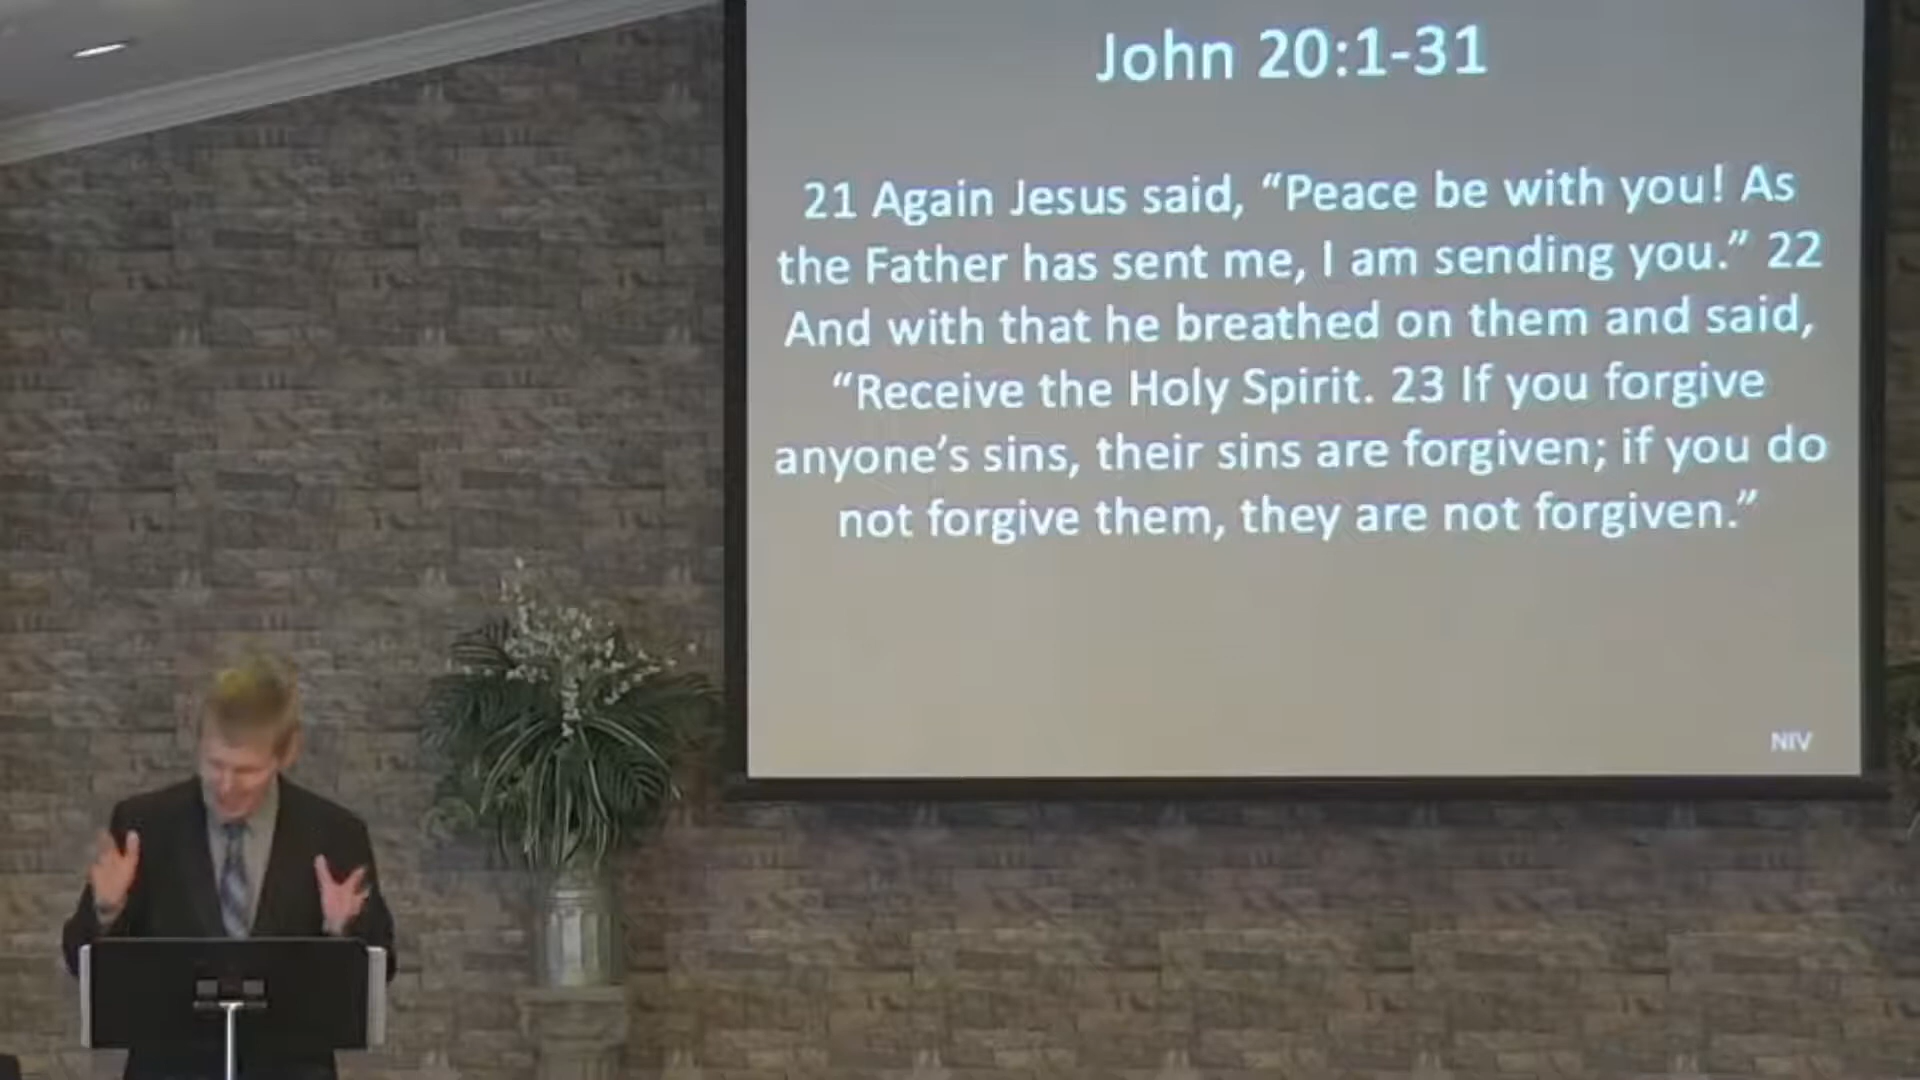 John 20:1-31
21 Again Jesus said, “Peace be with you! As
the Father has sent me, I am sending you.” 22
And with that he breathed on them and said,
“Receive the Holy Spirit. 23 If you forgive
anyone’s sins, their sins are forgiven; if you do
not forgive them, they are not forgiven.”
NIV